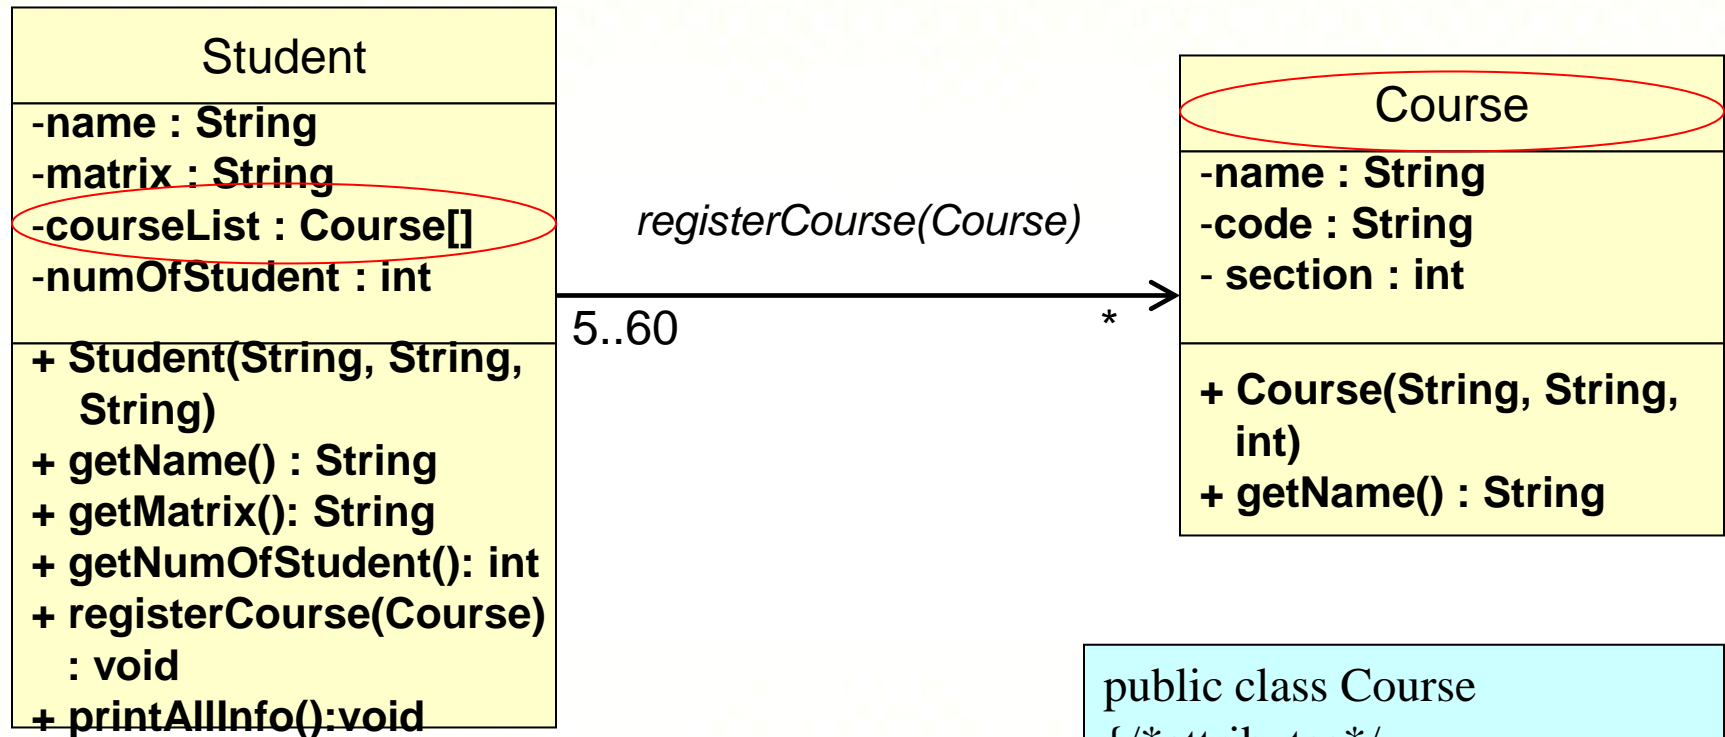 Student
-name : String
-matrix : String
-courseList : Course[]
-numOfStudent : int
+ Student(String, String,
String)
+ getName() : String
+ getMatrix(): String
+ getNumOfStudent(): int
+ registerCourse(Course)
: void
+ printAllInfo():void
registerCourse(Course)
5..60
*
Course
-name : String
-code : String
- section : int
+ Course(String, String,
int)
+ getName() : String
public class Course